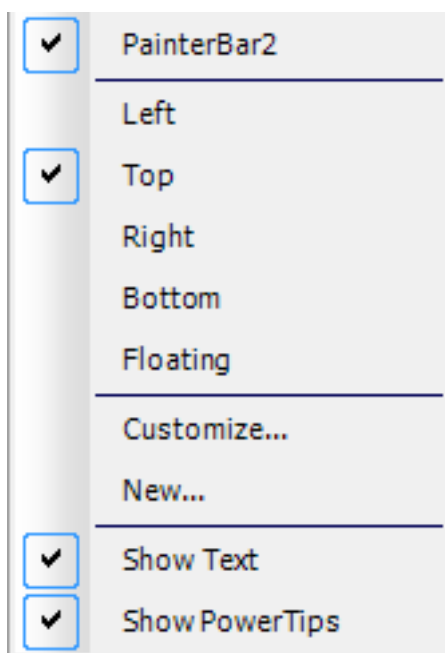 PainterBar2
Left
Top
Right
Bottom
Floating
Customize...
New...
Show Text
Show PowerTips